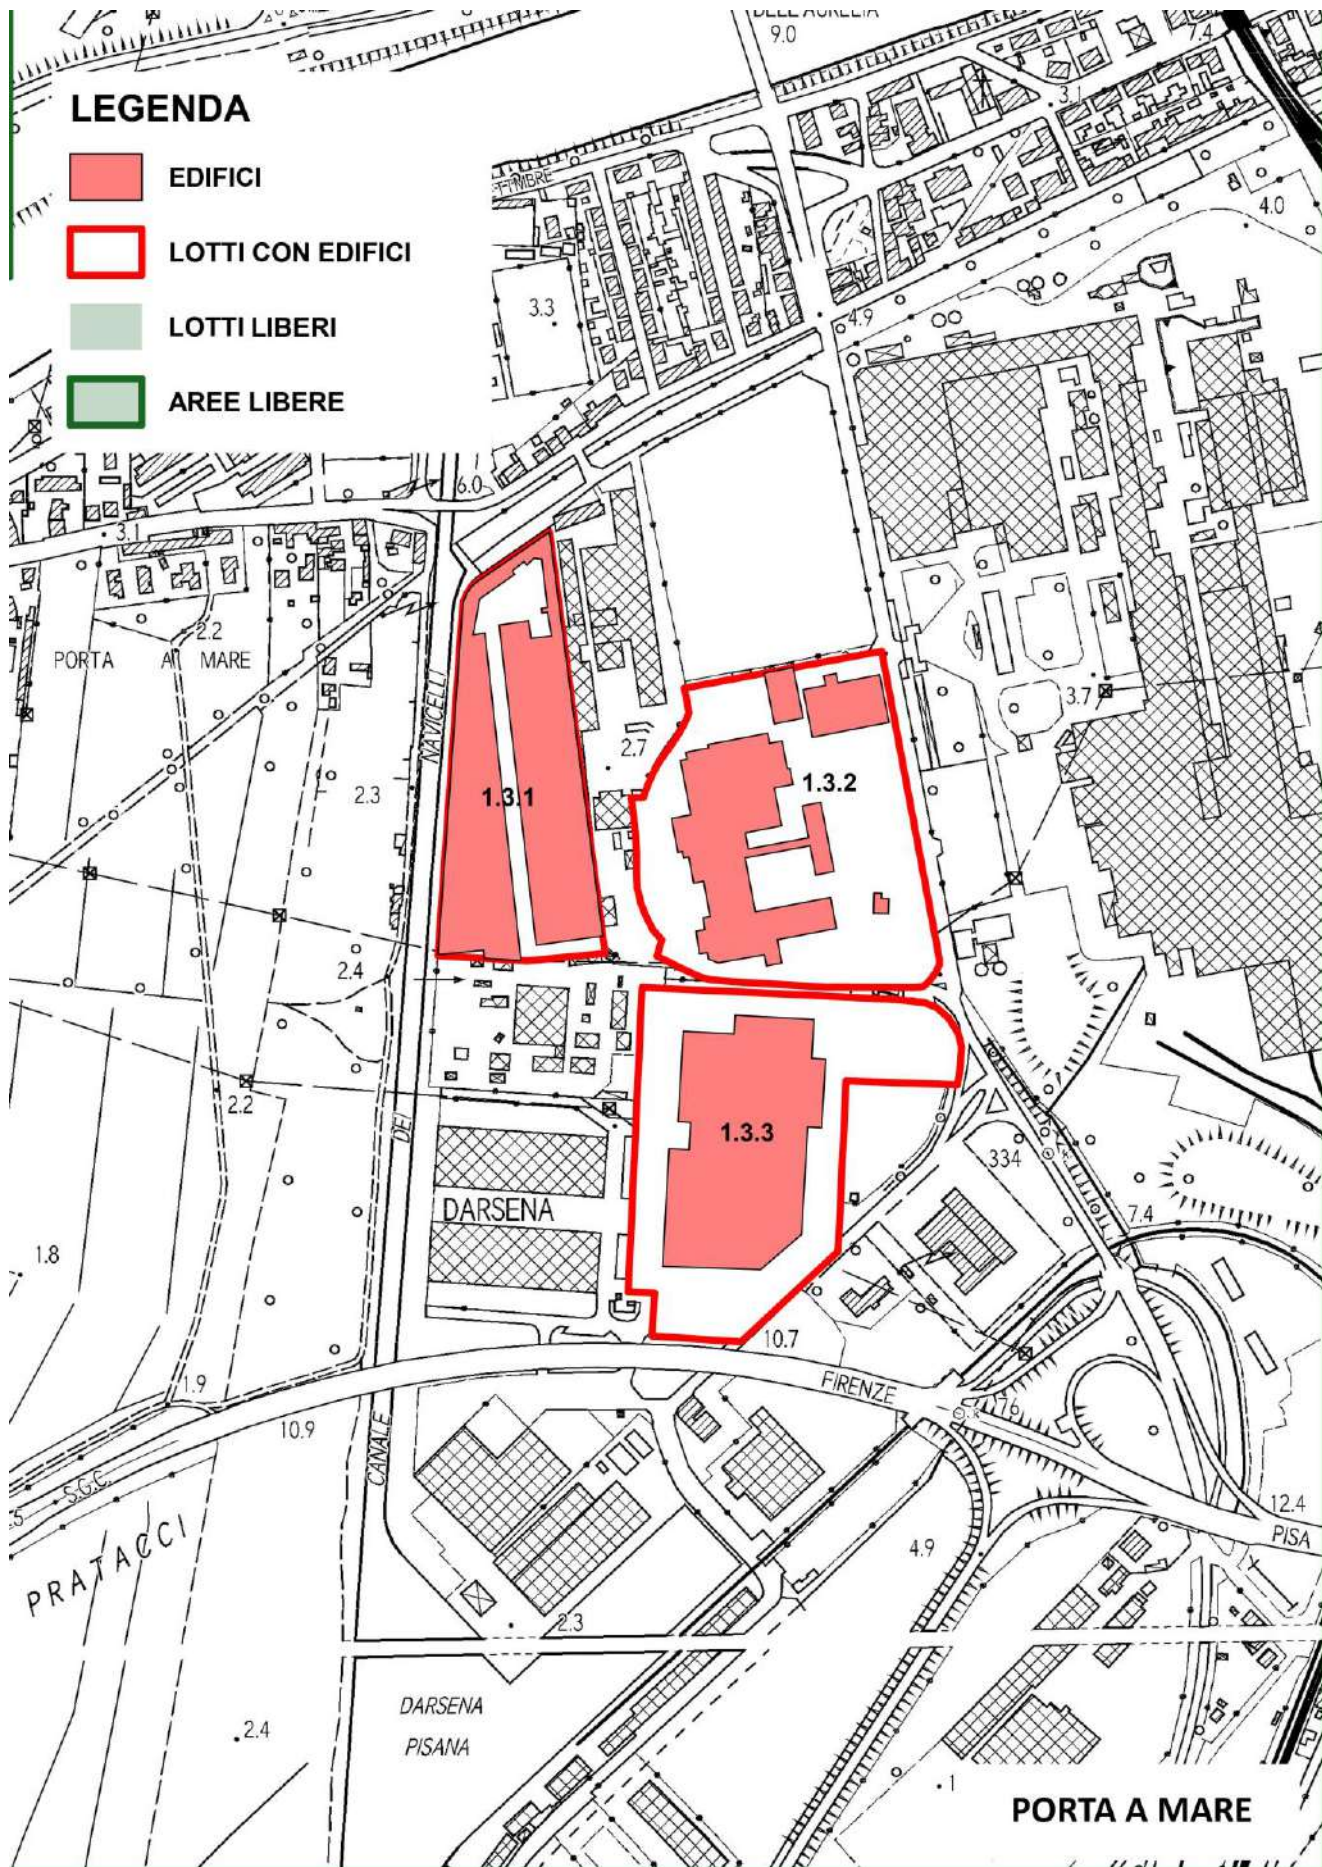 DELL'AURELIA
9.0
7.4
LEGENDA
3.1
EDIFICI
4.0
LOTTI CON EDIFICI
3.3
4.9
LOTTI LIBERI
AREE LIBERE
6.0
3.1
2.2
PORTA A MARE
NAVICELLI
3.7
2.7
1.3.2
2.3
1.3.1
2.4
2.2
DEI
1.3.3
334
DARSENA
7.4
1.8
10.7
1.9
FIRENZE
76
10.9
CANALE
S.G.C.
12.4
PISA
PRATACCI
4.9
2.3
DARSENA
2.4
PISANA
1
PORTA A MARE